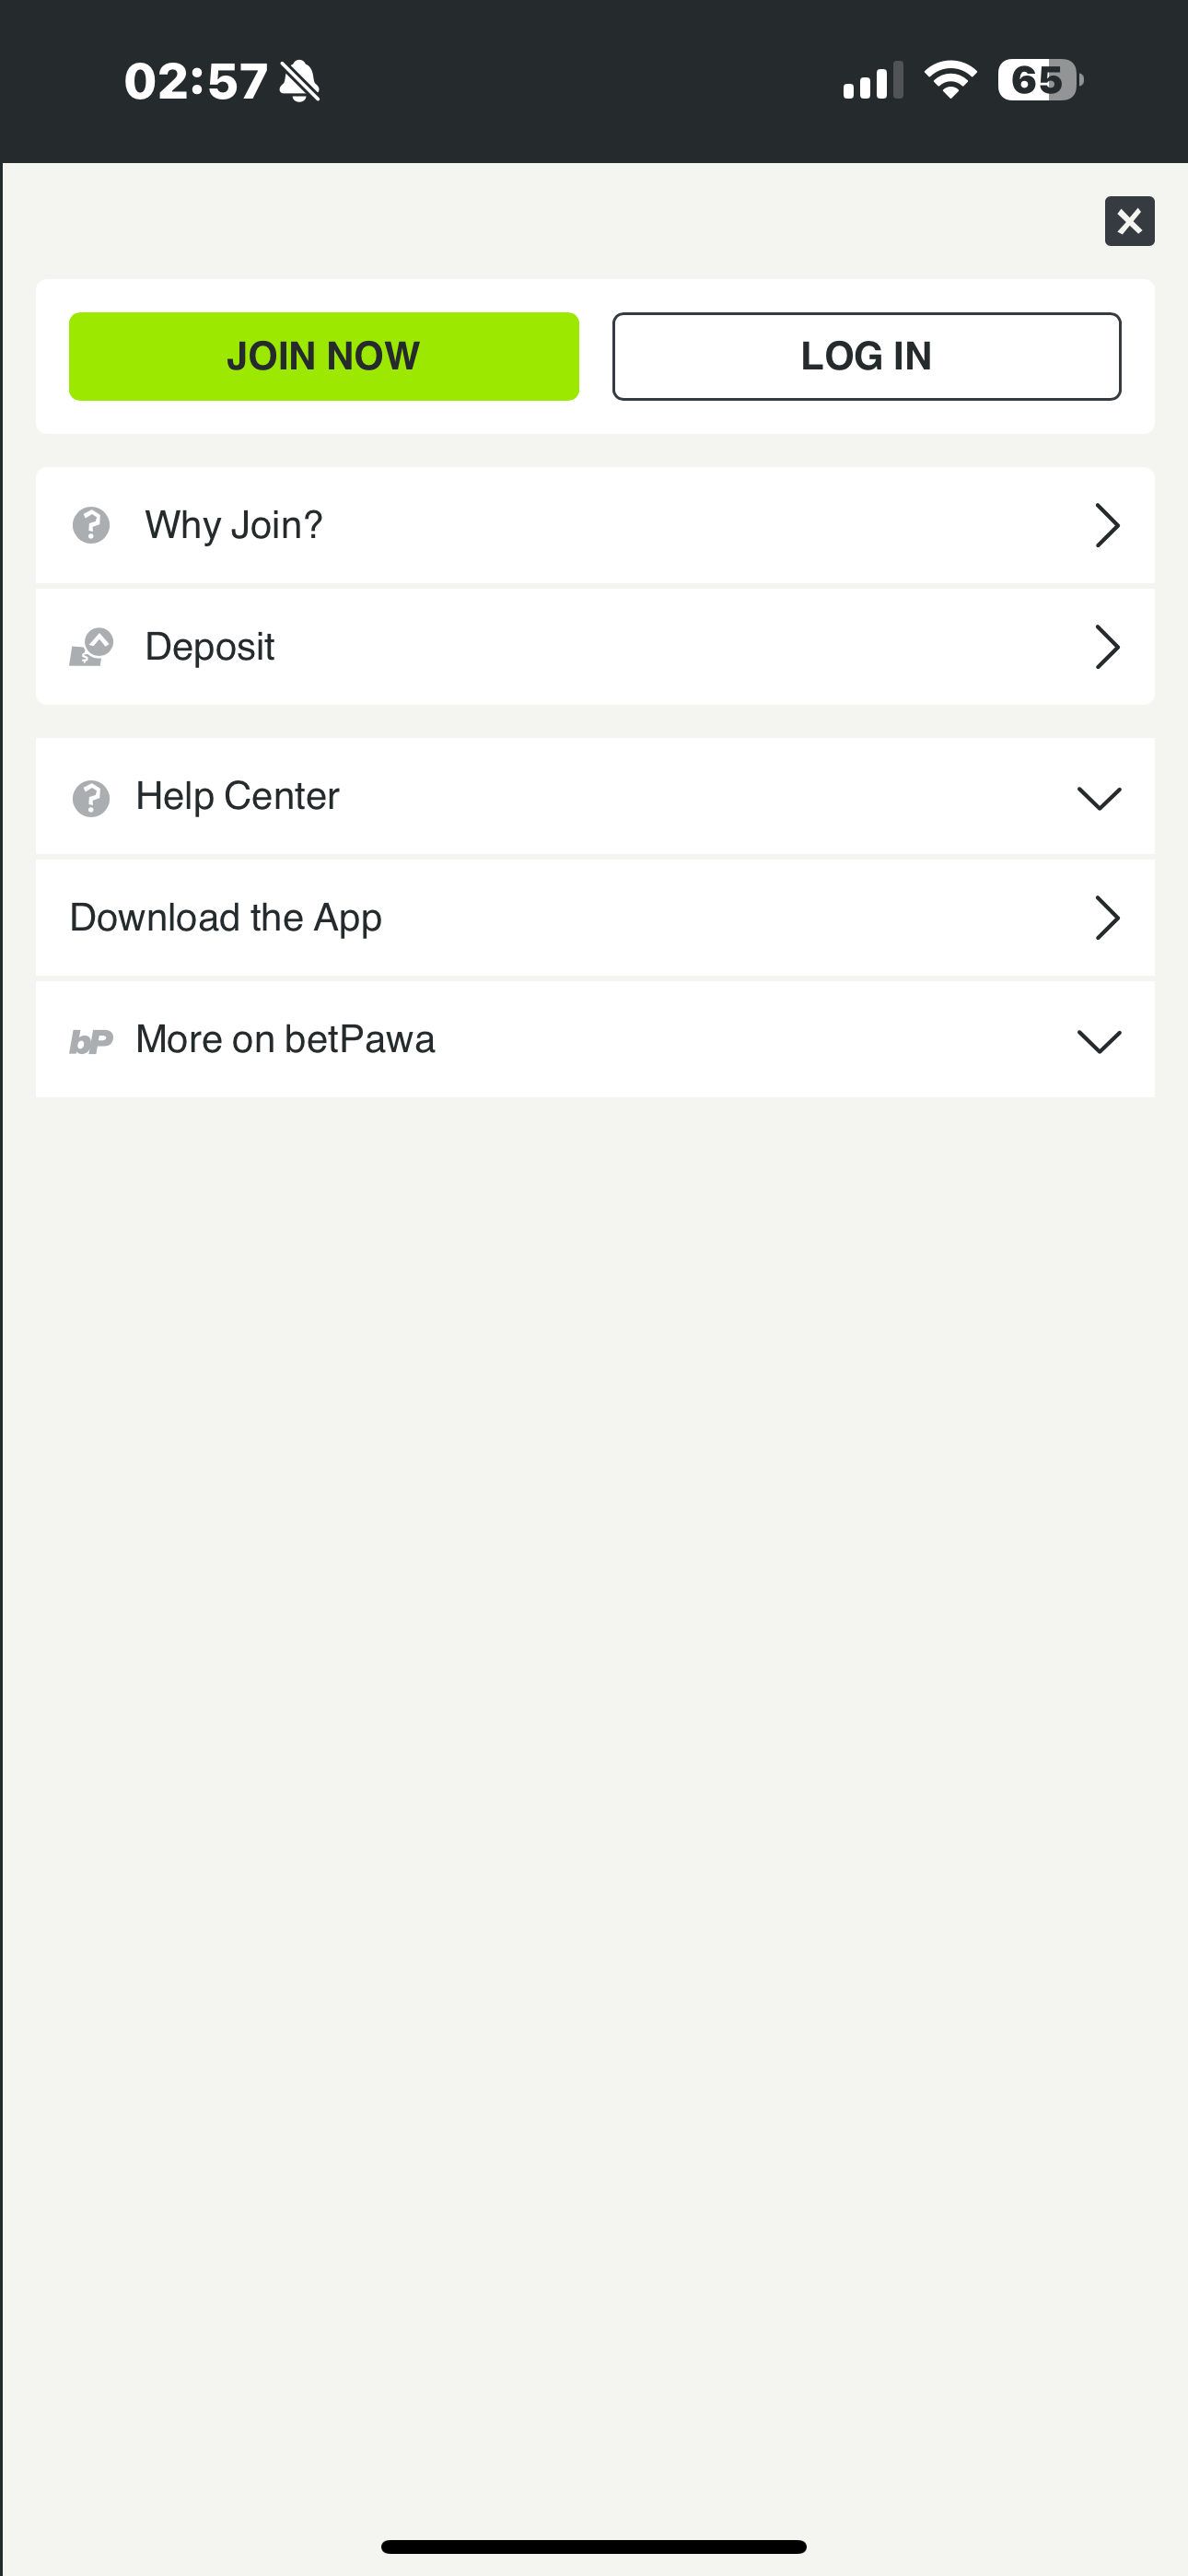 02:57
65
JOIN NOW
LOG IN
Why Join?
Deposit
Help Center
Download the App
bP More on betPawa